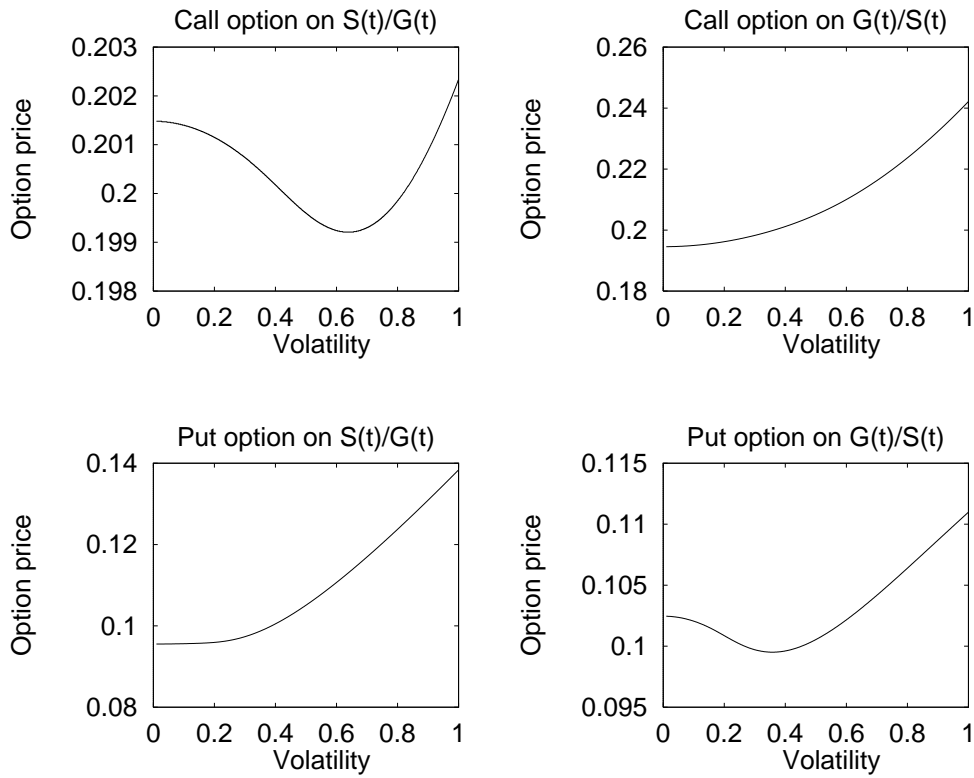 Call option on S(t)/G(t)
0.203
0.202
0.201
0.2
0.199
0.198
Option price
0 0.2 0.4 0.6 0.8 1
Volatility
Call option on G(t)/S(t)
0.26
0.24
0.22
0.2
0.18
Option price
0 0.2 0.4 0.6 0.8 1
Volatility
Put option on S(t)/G(t)
0.14
0.12
0.1
0.08
Option price
0 0.2 0.4 0.6 0.8 1
Volatility
Put option on G(t)/S(t)
0.115
0.11
0.105
0.1
0.095
Option price
0 0.2 0.4 0.6 0.8 1
Volatility